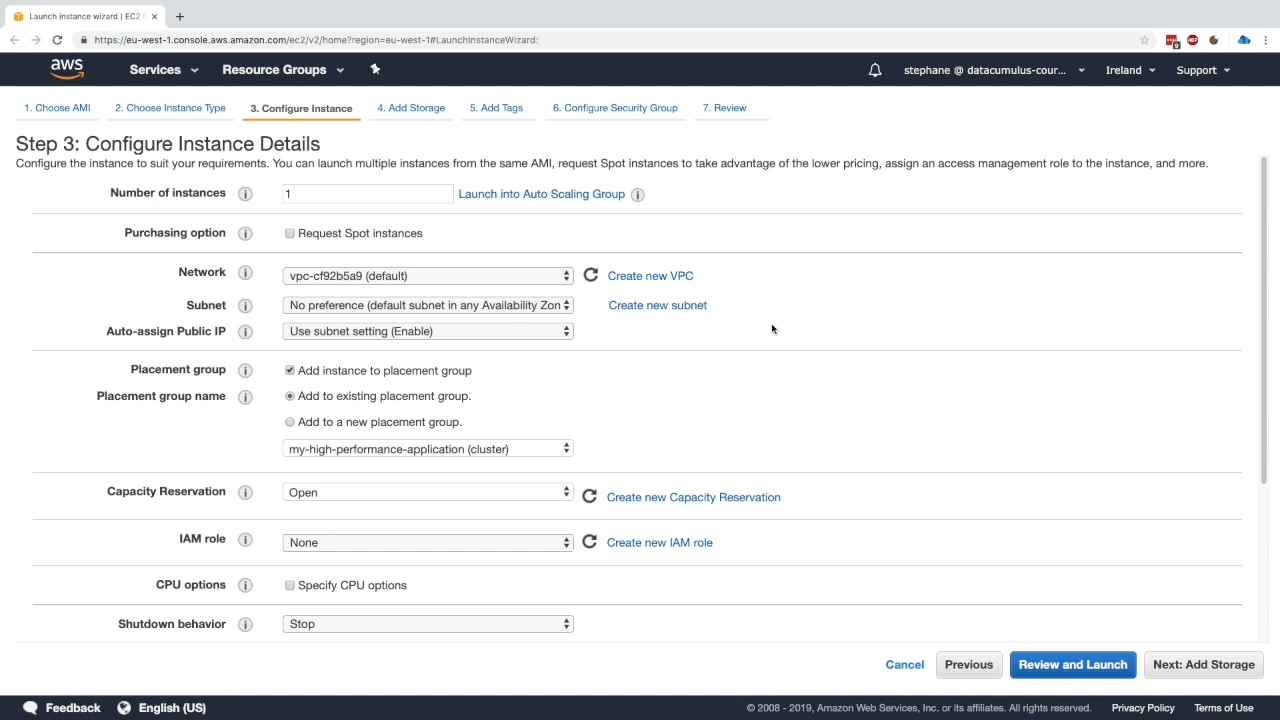 Launch instance wizard | EC2
https://eu-west-1.console.aws.amazon.com/ec2/v2/home?region=eu-west-1#LaunchInstanceWizard:
aws
Services
Resource Groups
stephane @ datacumulus-cour...
Ireland
Support
1. Choose AMI
2. Choose Instance Type
3. Configure Instance
4. Add Storage
5. Add Tags
6. Configure Security Group
7. Review
Step 3: Configure Instance Details
Configure the instance to suit your requirements. You can launch multiple instances from the same AMI, request Spot instances to take advantage of the lower pricing, assign an access management role to the instance, and more.
Number of instances
1
Launch into Auto Scaling Group
Purchasing option
Request Spot instances
Network
vpc-cf92b5a9 (default)
Create new VPC
Subnet
No preference (default subnet in any Availability Zon
Create new subnet
Auto-assign Public IP
Use subnet setting (Enable)
Placement group
Add instance to placement group
Placement group name
Add to existing placement group.
Add to a new placement group.
my-high-performance-application (cluster)
Capacity Reservation
Open
Create new Capacity Reservation
IAM role
None
Create new IAM role
CPU options
Specify CPU options
Shutdown behavior
Stop
Cancel
Previous
Review and Launch
Next: Add Storage
Feedback
English (US)
© 2008 - 2019, Amazon Web Services, Inc. or its affiliates. All rights reserved.
Privacy Policy
Terms of Use